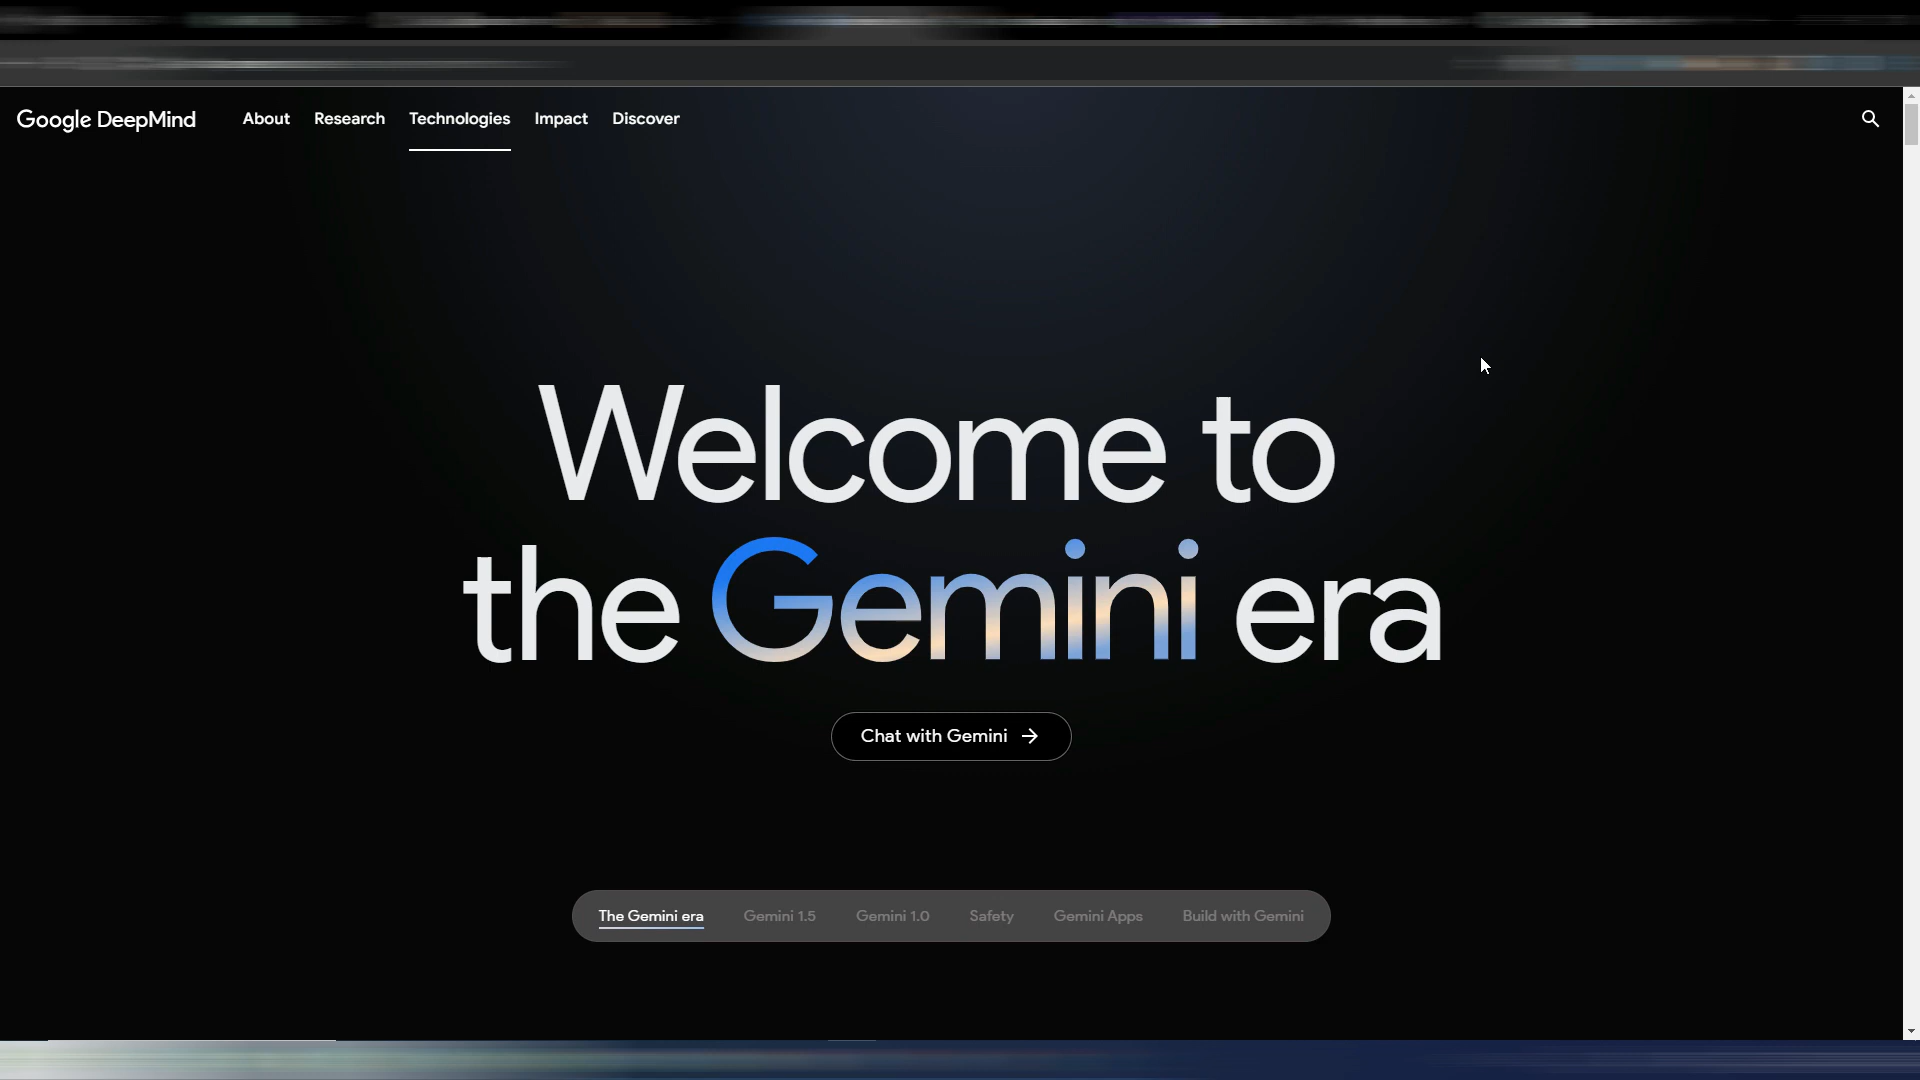 Google DeepMind
About
Research
Technologies
Impact
Discover
Welcome to
the Gemini era
Chat with Gemini
The Gemini era
Gemini 1.5
Gemini 1.0
Safety
Gemini Apps
Build with Gemini